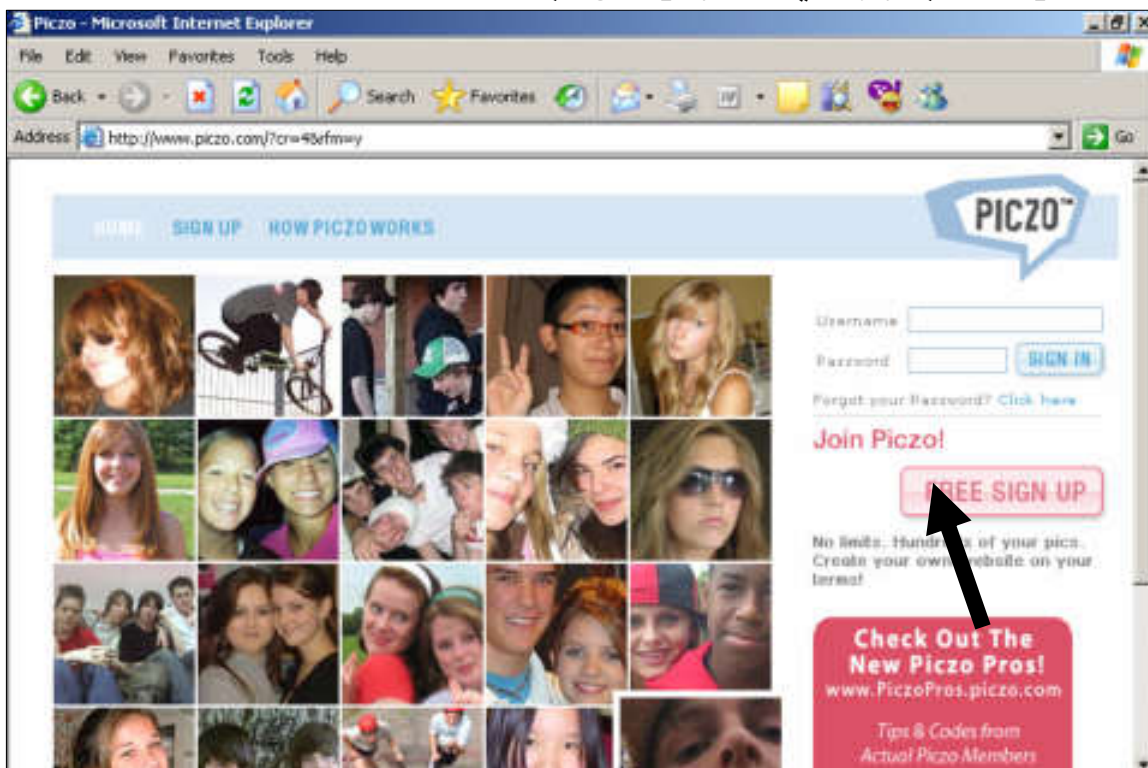 Piczo - Microsoft Internet Explorer
File Edit View Favorites Tools Help
Back Search Favorites
Address http://www.piczo.com/?cr=4&rfm=y Go
HOME SIGN UP HOW PICZO WORKS
PICZO™
Username
Password SIGN IN
Forgot your Password? Click here
Join Piczo!
FREE SIGN UP
No limits. Hundreds of your pics.
Create your own website on your
terms!
Check Out The
New Piczo Pros!
www.PiczoPros.piczo.com
Tips & Codes from
Actual Piczo Members